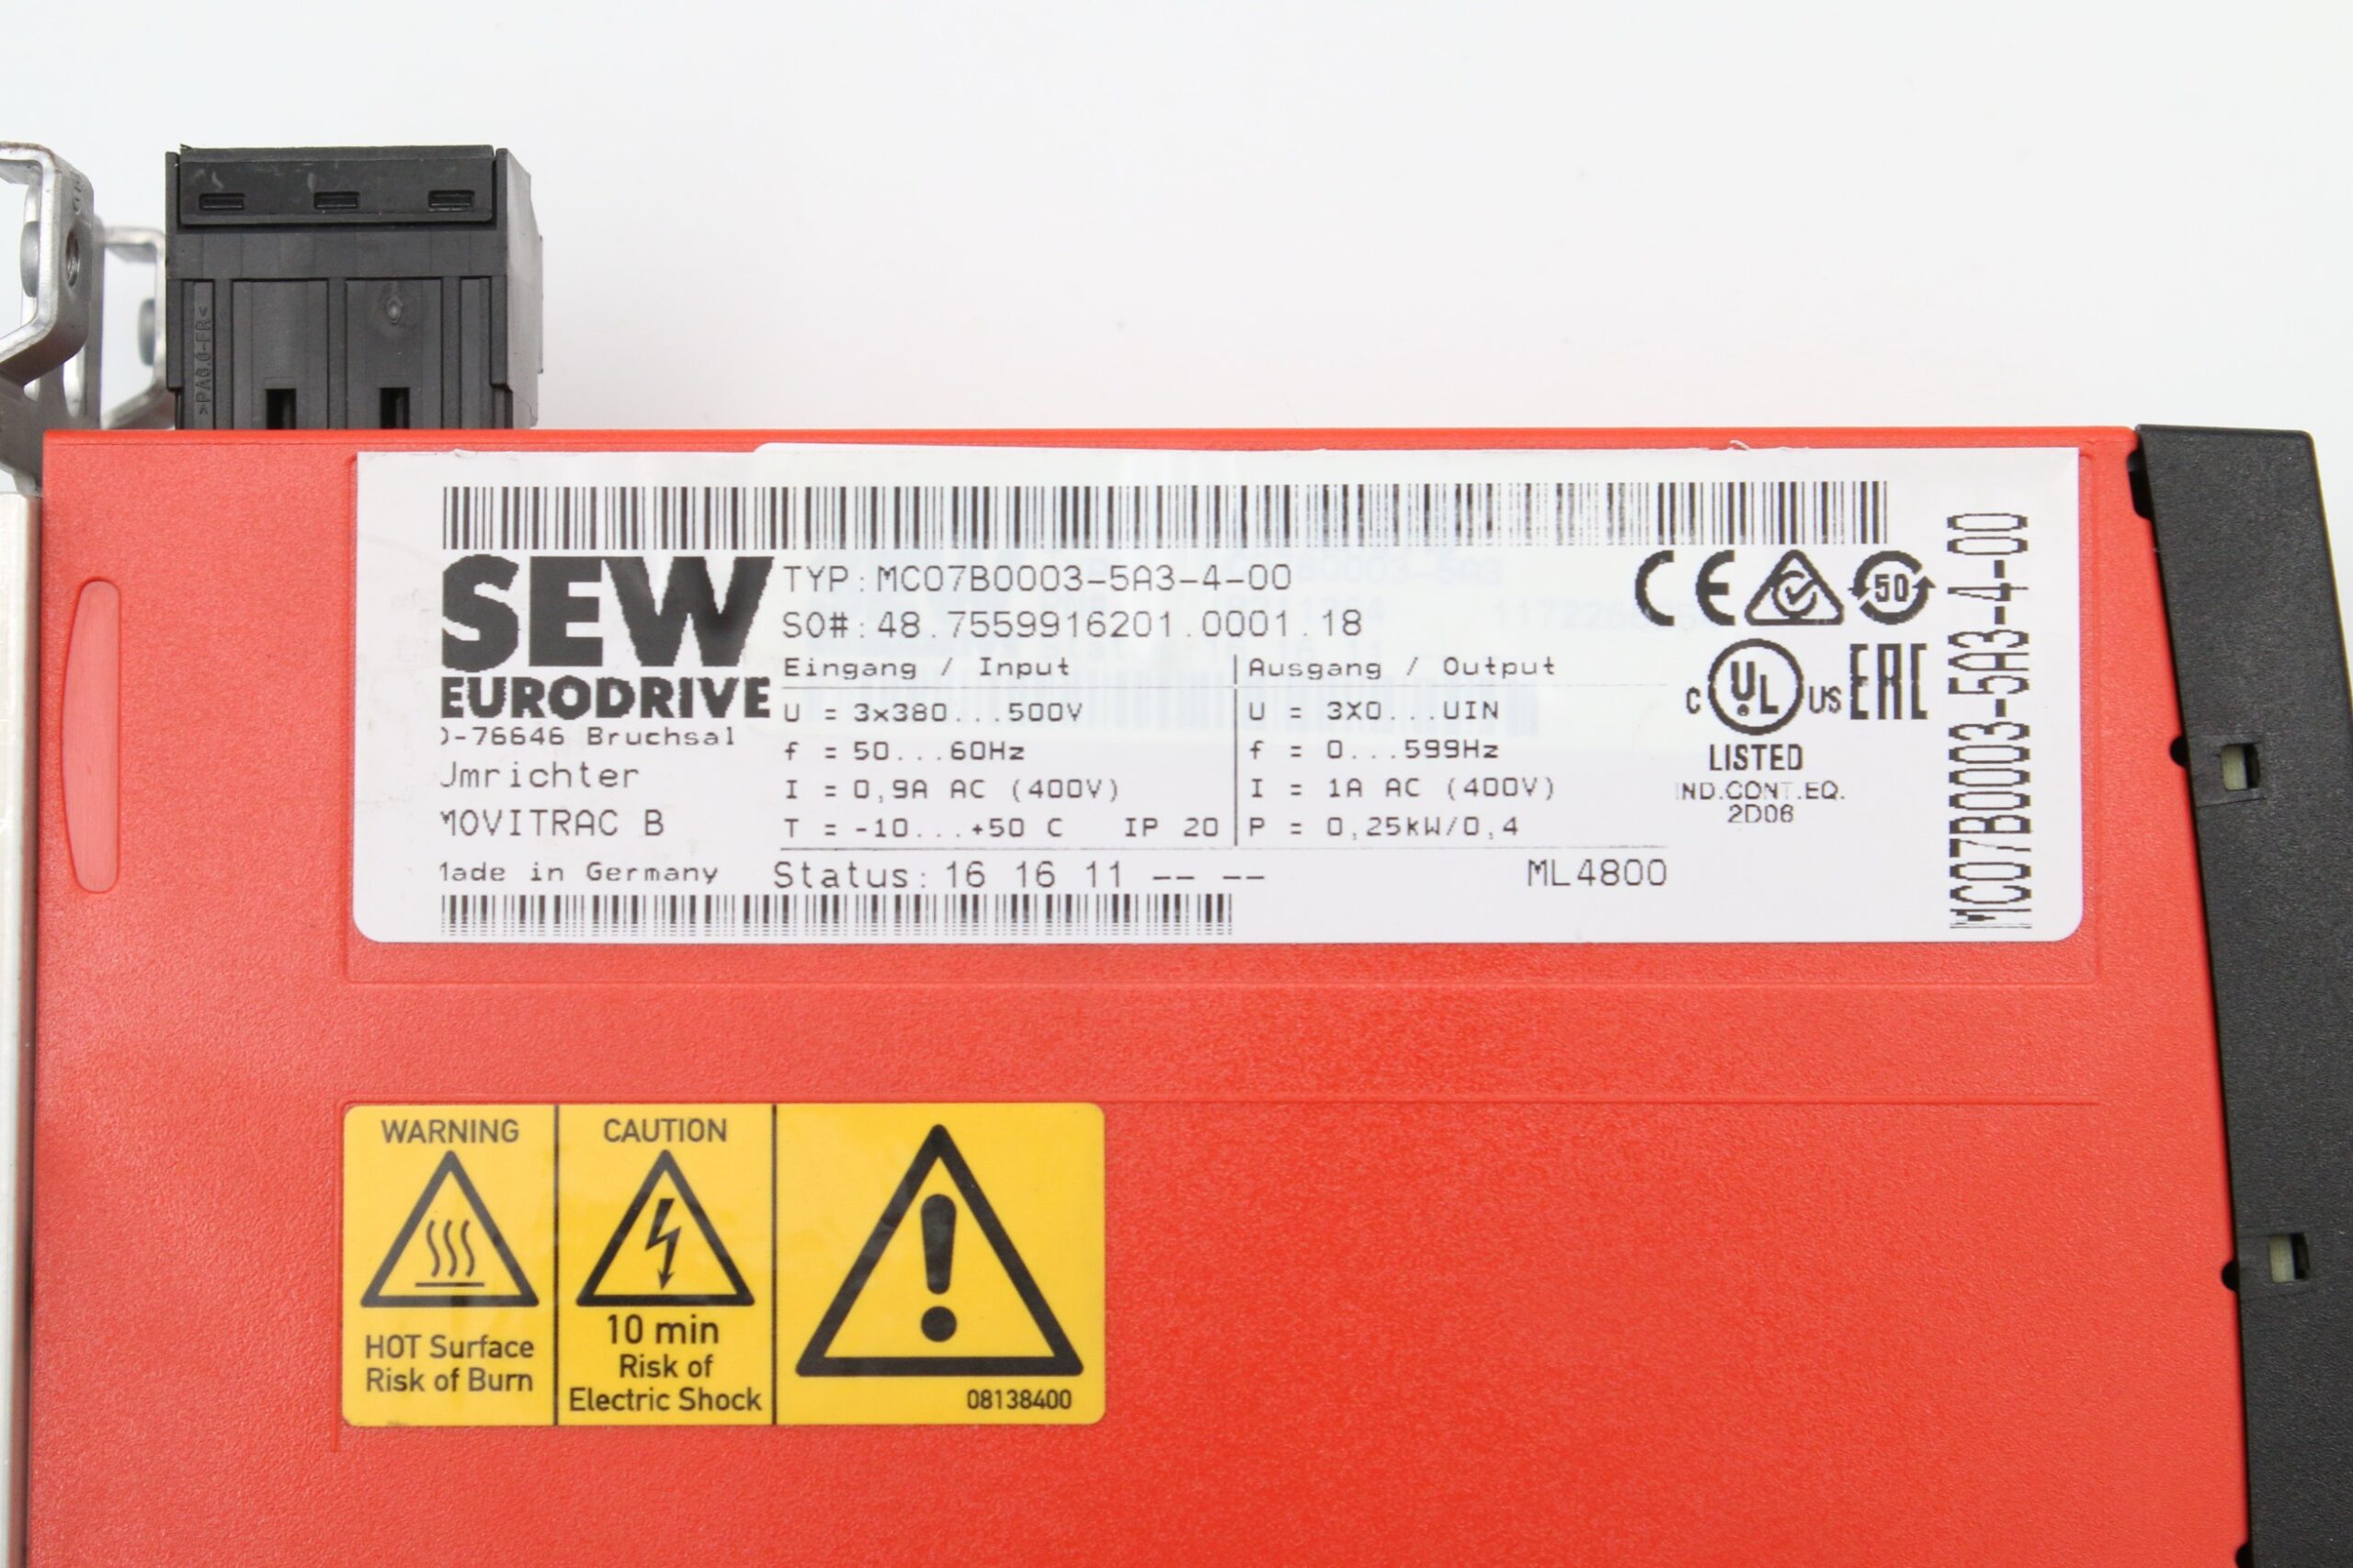 >PA6.6-FR<
SEW
EURODRIVE
D-76646 Bruchsal
Umrichter
MOVITRAC B
Made in Germany
TYP: MC07B0003-5A3-4-00
SO#: 48.7559916201.0001.18
Eingang / Input
U = 3x380...500V
f = 50...60Hz
I = 0,9A AC (400V)
T = -10...+50 C IP 20
Ausgang / Output
U = 3X0...UIN
f = 0...599Hz
I = 1A AC (400V)
P = 0,25kW/0,4
Status: 16 16 11 -- --
ML4800
CE
50
C UL US
EAC
LISTED
IND.CONT.EQ.
2D06
MC07B0003-5A3-4-00
WARNING
HOT Surface
Risk of Burn
CAUTION
10 min
Risk of
Electric Shock
08138400